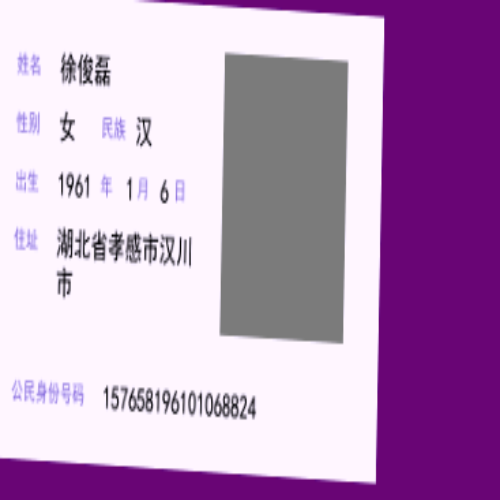 姓名 徐俊磊
性别 女 民族 汉
出生 1961 年 1 月 6 日
住址 湖北省孝感市汉川
市
公民身份号码 157658196101068824